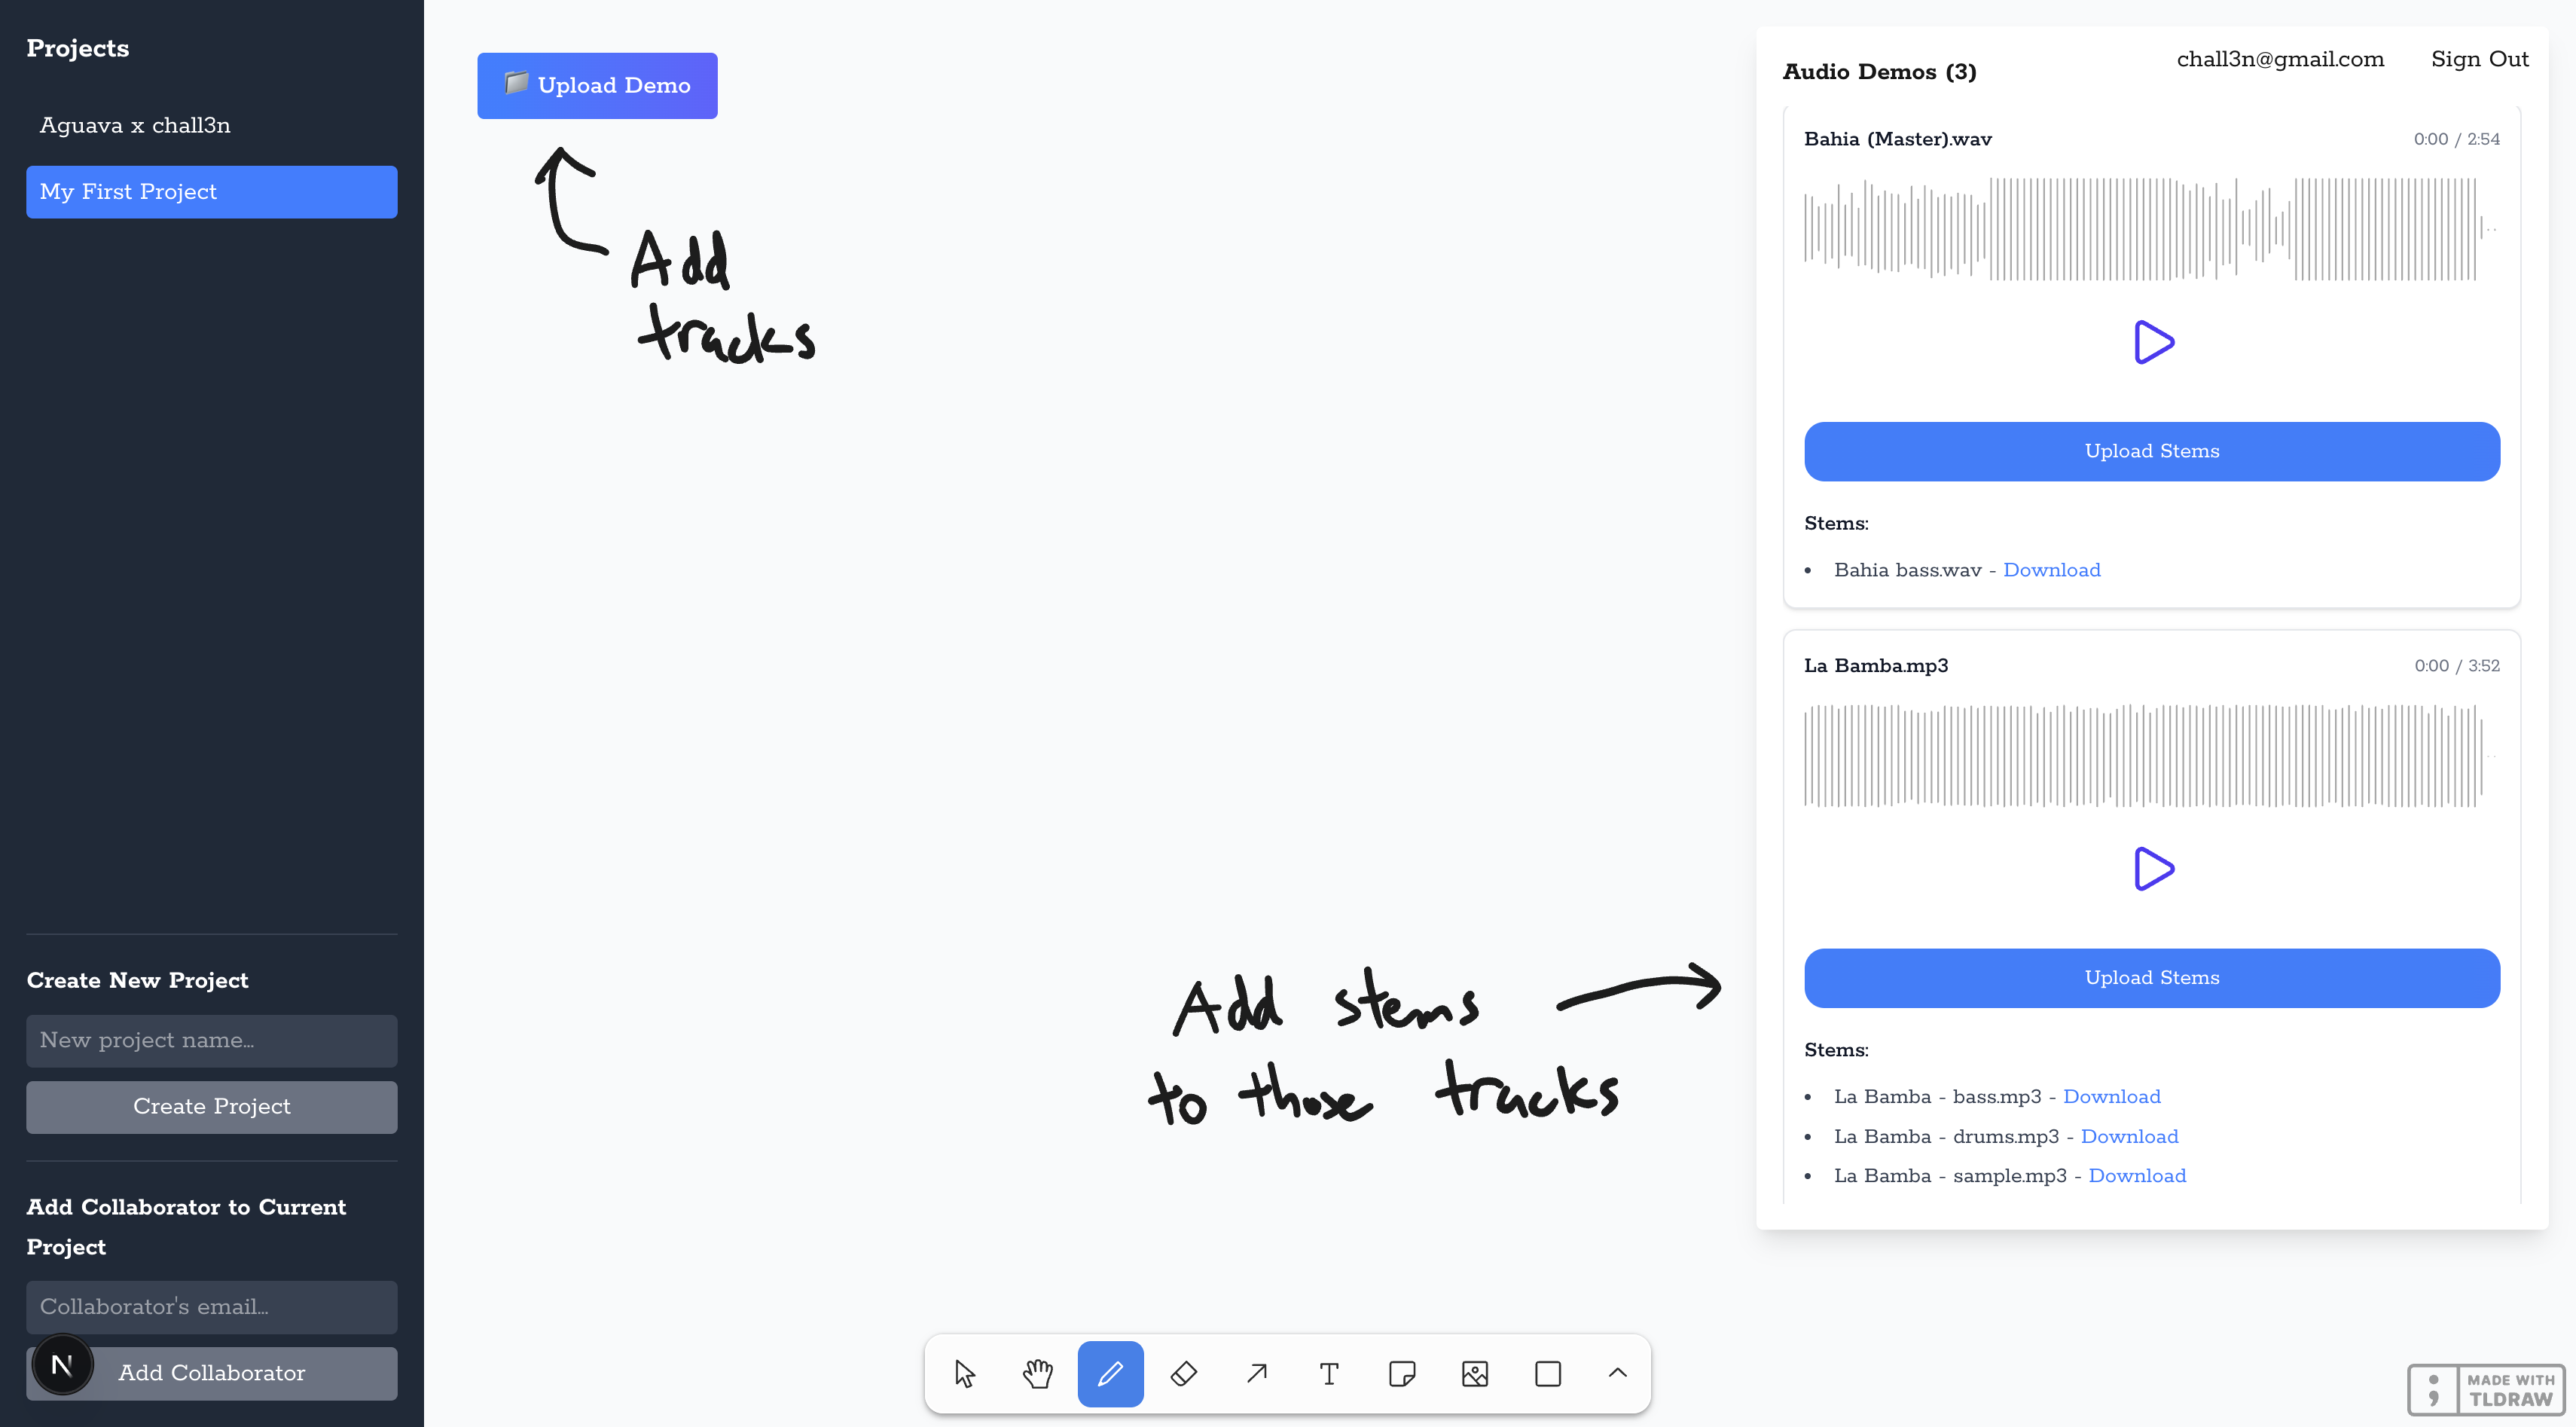 Projects
Aguava x chall3n
My First Project
Create New Project
New project name...
Create Project
Add Collaborator to Current
Project
Collaborator's email...
N
Add Collaborator
Upload Demo
Add
tracks
Add stems
to those tracks
chall3n@gmail.com Sign Out
Audio Demos (3)
Bahia (Master).wav 0:00 / 2:54
Upload Stems
Stems:
• Bahia bass.wav - Download
La Bamba.mp3 0:00 / 3:52
Upload Stems
Stems:
• La Bamba - bass.mp3 - Download
• La Bamba - drums.mp3 - Download
• La Bamba - sample.mp3 - Download
T
MADE WITH
TLDRAW